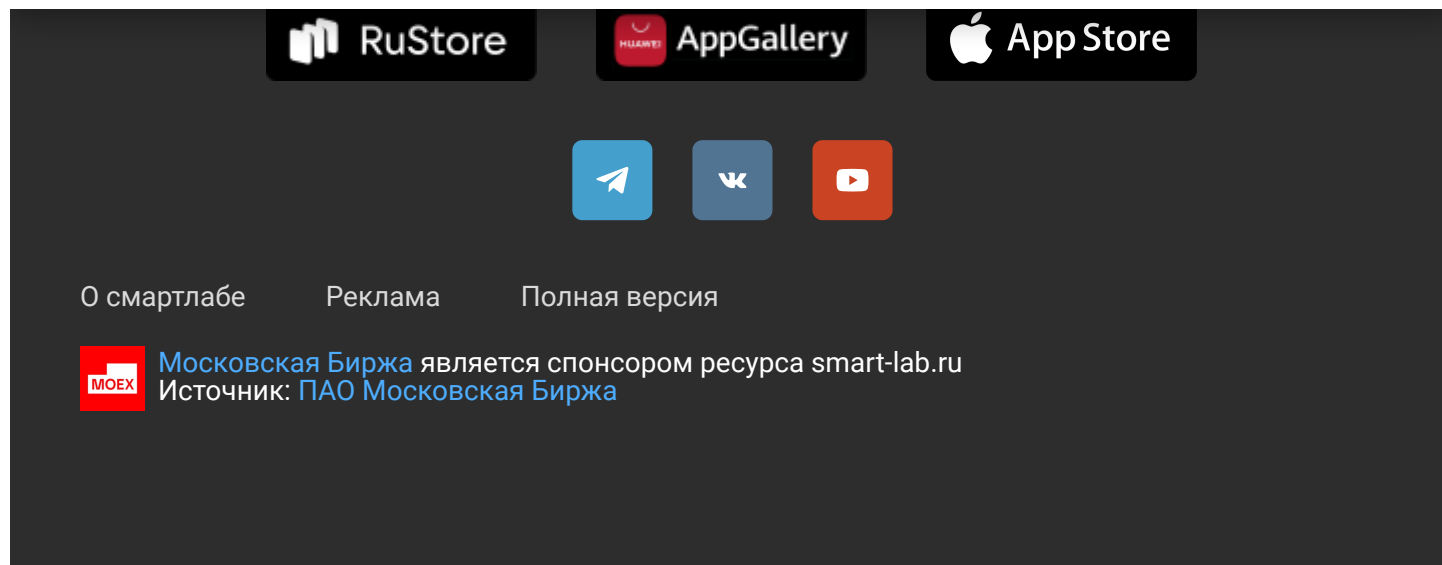 RuStore
HUAWEI AppGallery
App Store
О смартлабе Реклама Полная версия
MOEX
Московская Биржа является спонсором ресурса smart-lab.ru
Источник: ПАО Московская Биржа